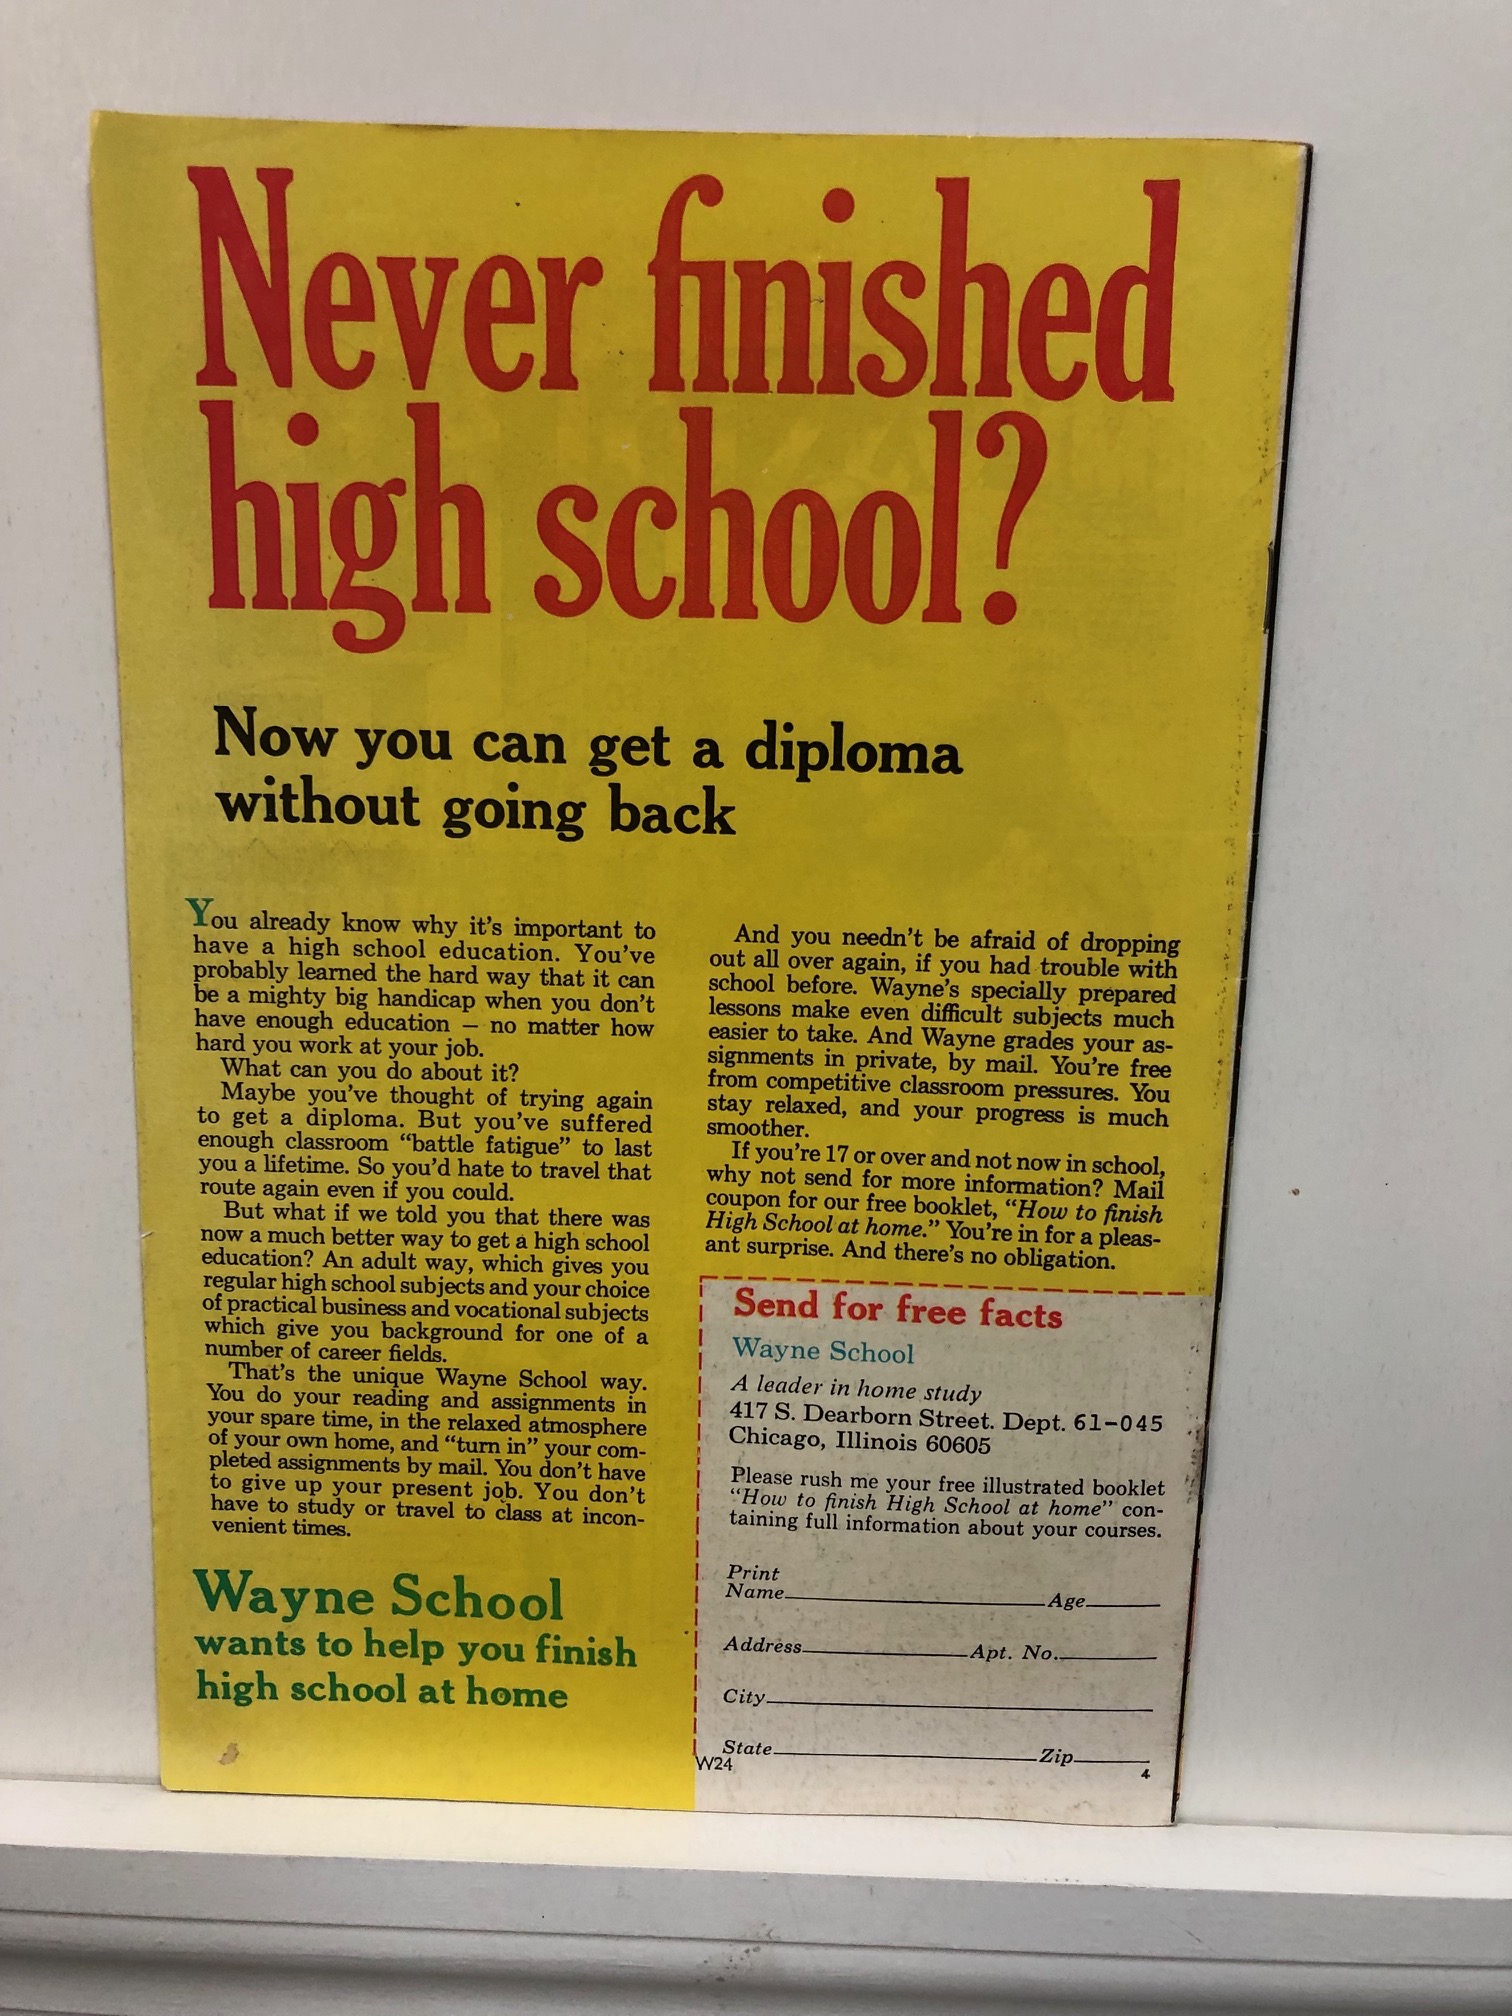 Never finished
high school?
Now you can get a diploma
without going back
You already know why it's important to
have a high school education. You've
probably learned the hard way that it can
be a mighty big handicap when you don't
have enough education — no matter how
hard you work at your job.
What can you do about it?
Maybe you've thought of trying again
to get a diploma. But you've suffered
enough classroom “battle fatigue” to last
you a lifetime. So you'd hate to travel that
route again even if you could.
But what if we told you that there was
now a much better way to get a high school
education? An adult way, which gives you
regular high school subjects and your choice
of practical business and vocational subjects
which give you background for one of a
number of career fields.
That's the unique Wayne School way.
You do your reading and assignments in
your spare time, in the relaxed atmosphere
of your own home, and “turn in” your com-
pleted assignments by mail. You don't have
to give up your present job. You don't
have to study or travel to class at incon-
venient times.
Wayne School
wants to help you finish
high school at home
And you needn't be afraid of dropping
out all over again, if you had trouble with
school before. Wayne's specially prepared
lessons make even difficult subjects much
easier to take. And Wayne grades your as-
signments in private, by mail. You're free
from competitive classroom pressures. You
stay relaxed, and your progress is much
smoother.
If you're 17 or over and not now in school,
why not send for more information? Mail
coupon for our free booklet, “How to finish
High School at home.” You're in for a pleas-
ant surprise. And there's no obligation.
Send for free facts
Wayne School
A leader in home study
417 S. Dearborn Street. Dept. 61-045
Chicago, Illinois 60605
Please rush me your free illustrated booklet
“How to finish High School at home” con-
taining full information about your courses.
Print
Name Age
Address Apt. No.
City
State Zip
W24 4